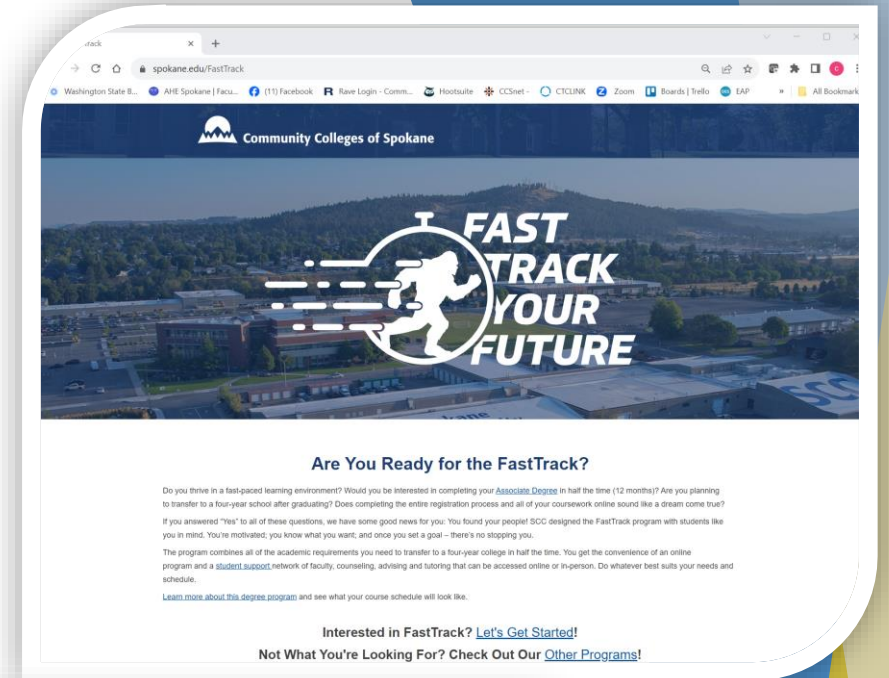 Track
spokane.edu/FastTrack
Washington State B... AHE Spokane | Facu... (11) Facebook Rave Login - Comm... Hootsuite CCSnet - CTCLINK Zoom Boards | Trello EAP » All Bookmark
Community Colleges of Spokane
FAST
TRACK
YOUR
FUTURE
SCC
Are You Ready for the FastTrack?
Do you thrive in a fast-paced learning environment? Would you be interested in completing your Associate Degree in half the time (12 months)? Are you planning
to transfer to a four-year school after graduating? Does completing the entire registration process and all of your coursework online sound like a dream come true?
If you answered "Yes" to all of these questions, we have some good news for you: You found your people! SCC designed the FastTrack program with students like
you in mind. You're motivated; you know what you want; and once you set a goal – there's no stopping you.
The program combines all of the academic requirements you need to transfer to a four-year college in half the time. You get the convenience of an online
program and a student support network of faculty, counseling, advising and tutoring that can be accessed online or in-person. Do whatever best suits your needs and
schedule.
Learn more about this degree program and see what your course schedule will look like.
Interested in FastTrack? Let's Get Started!
Not What You're Looking For? Check Out Our Other Programs!